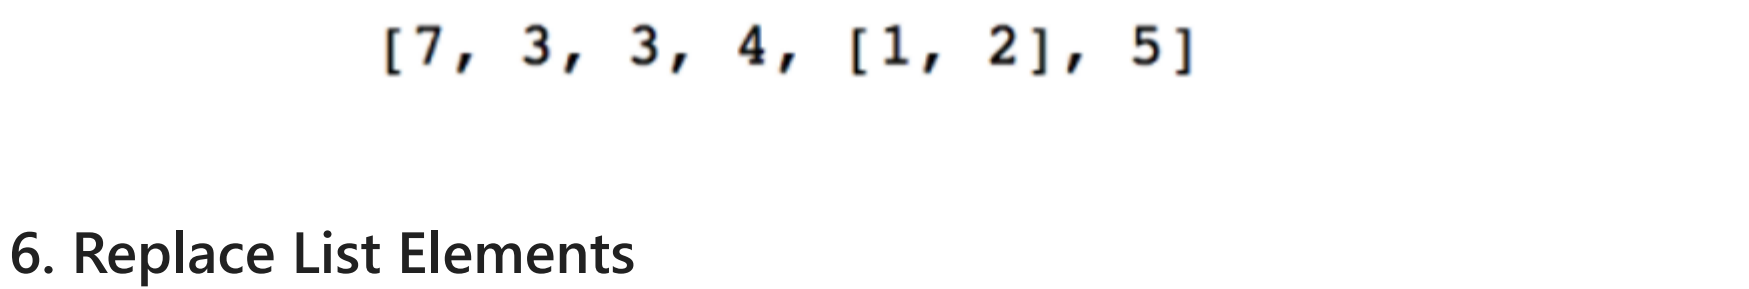 [7, 3, 3, 4, [1, 2], 5]
6. Replace List Elements